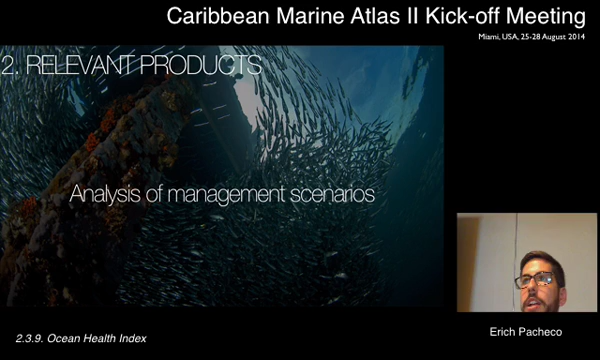 Caribbean Marine Atlas II Kick-off Meeting
Miami, USA, 25-28 August 2014
2. RELEVANT PRODUCTS
Analysis of management scenarios
Erich Pacheco
2.3.9. Ocean Health Index